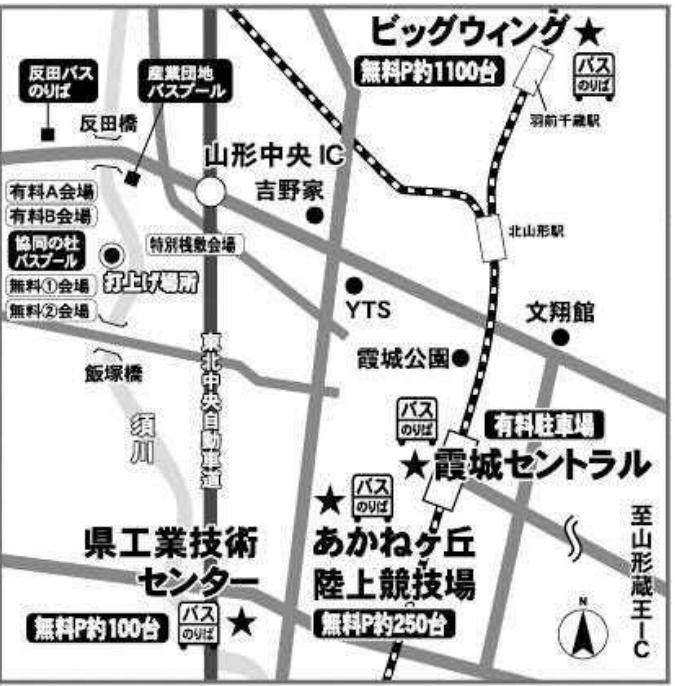 ビッグウィング★
無料P約1100台
バス
のりば
羽前千歳駅
反田バス
のりば
産業団地
バスプール
反田橋
山形中央IC
吉野家
北山形駅
有料A会場
有料B会場
協同の杜
バスプール
無料①会場
無料②会場
特別桟敷会場
打上げ場所
YTS
文翔館
霞城公園
飯塚橋
東北中央自動車道
須川
バス
のりば
有料駐車場
★霞城セントラル
★
バス
のりば
あかねヶ丘
陸上競技場
無料P約250台
県工業技術
センター
無料P約100台
バス
のりば
★
至山形蔵王IC
N